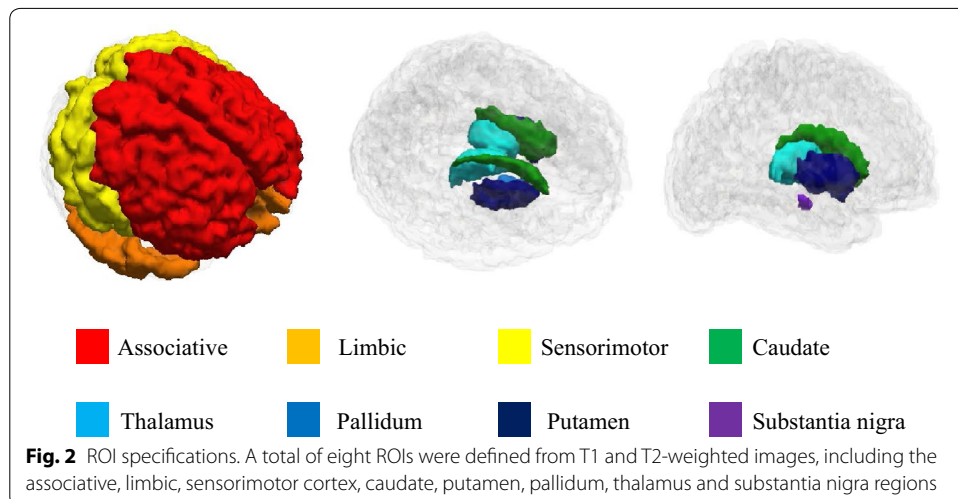 Associative Limbic Sensorimotor Caudate
Thalamus Pallidum Putamen Substantia nigra
Fig. 2 ROI specifications. A total of eight ROIs were defined from T1 and T2-weighted images, including the
associative, limbic, sensorimotor cortex, caudate, putamen, pallidum, thalamus and substantia nigra regions